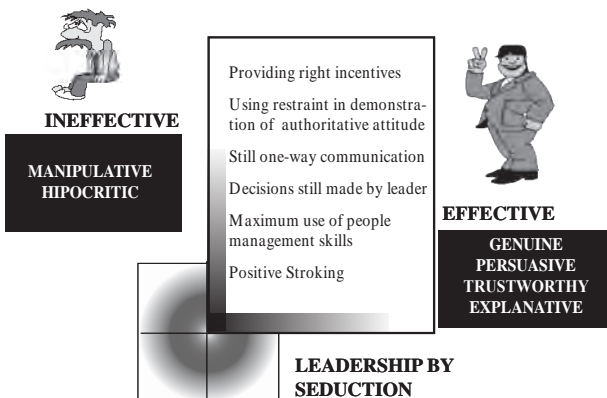 INEFFECTIVE
MANIPULATIVE
HIPOCRITIC
Providing right incentives
Using restraint in demonstra-
tion of authoritative attitude
Still one-way communication
Decisions still made by leader
Maximum use of people
management skills
Positive Stroking
EFFECTIVE
GENUINE
PERSUASIVE
TRUSTWORTHY
EXPLANATIVE
LEADERSHIP BY
SEDUCTION